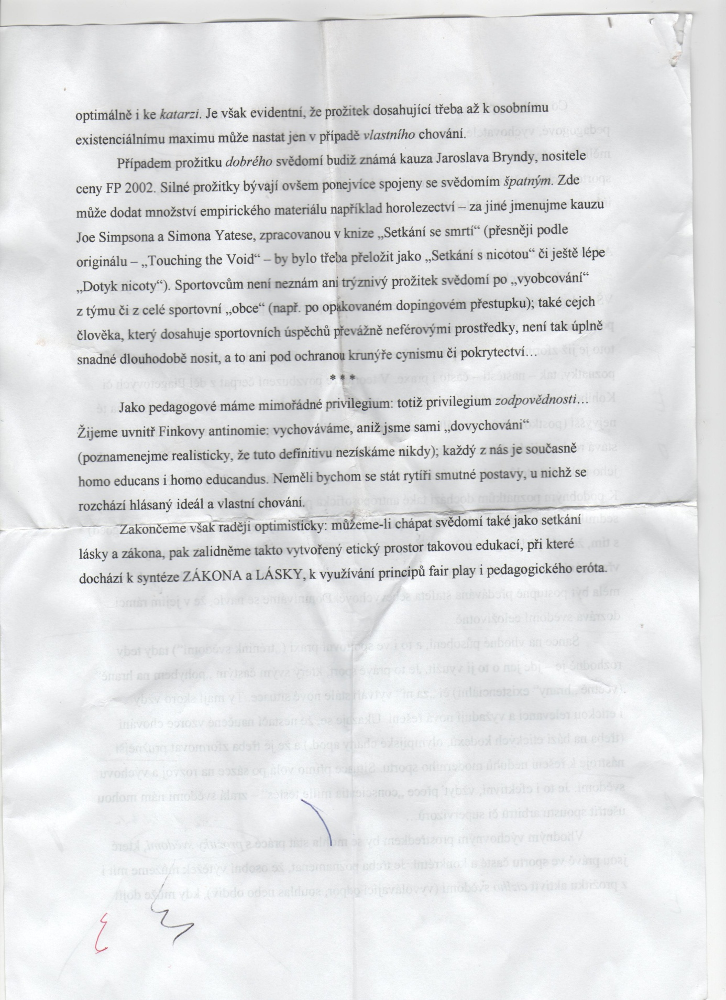 optimálně i ke katarzi. Je však evidentní, že prožitek dosahující třeba až k osobnímu
existenciálnímu maximu může nastat jen v případě vlastního chování.
Případem prožitku dobrého svědomí budiž známá kauza Jaroslava Bryndy, nositele
ceny FP 2002. Silné prožitky bývají ovšem ponejvíce spojeny se svědomím špatným. Zde
může dodat množství empirického materiálu například horolezectví – za jiné jmenujme kauzu
Joe Simpsona a Simona Yatese, zpracovanou v knize „Setkání se smrtí“ (přesněji podle
originálu – „Touching the Void“ – by bylo třeba přeložit jako „Setkání s nicotou“ či ještě lépe
„Dotyk nicoty“). Sportovcům není neznám ani trýznivý prožitek svědomí po „vyobcování“
z týmu či z celé sportovní „obce“ (např. po opakovaném dopingovém přestupku); také cejch
člověka, který dosahuje sportovních úspěchů převážně neférovými prostředky, není tak úplně
snadné dlouhodobě nosit, a to ani pod ochranou krunýře cynismu či pokrytectví…
* * *
Jako pedagogové máme mimořádné privilegium: totiž privilegium zodpovědnosti…
Žijeme uvnitř Finkovy antinomie: vychováváme, aniž jsme sami „dovychováni“
(poznamenejme realisticky, že tuto definitivu nezískáme nikdy); každý z nás je současně
homo educans i homo educandus. Neměli bychom se stát rytíři smutné postavy, u nichž se
rozchází hlásaný ideál a vlastní chování.
Zakončeme však raději optimisticky: můžeme-li chápat svědomí také jako setkání
lásky a zákona, pak zalidněme takto vytvořený etický prostor takovou edukací, při které
dochází k syntéze ZÁKONA a LÁSKY, k využívání principů fair play i pedagogického eróta.